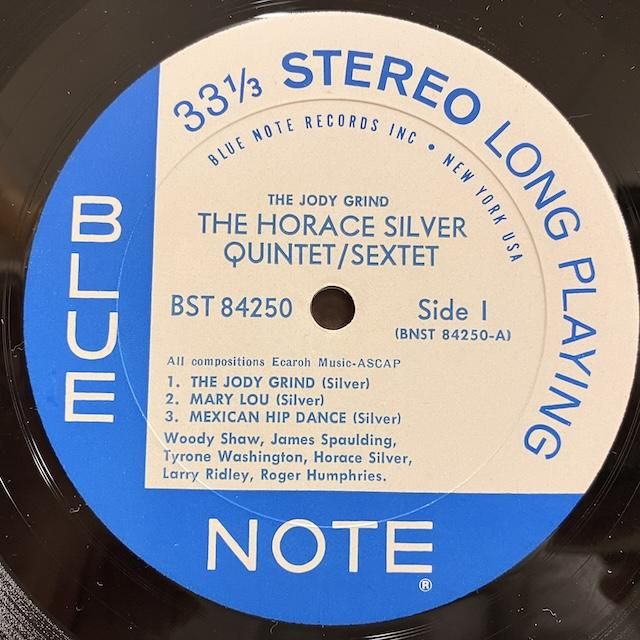 33⅓ STEREO LONG PLAYING
BLUE NOTE RECORDS INC • NEW YORK USA
THE JODY GRIND
THE HORACE SILVER
QUINTET/SEXTET
BST 84250
Side 1
(BNST 84250-A)
All compositions Ecaroh Music-ASCAP
1. THE JODY GRIND (Silver)
2. MARY LOU (Silver)
3. MEXICAN HIP DANCE (Silver)
Woody Shaw, James Spaulding,
Tyrone Washington, Horace Silver,
Larry Ridley, Roger Humphries.
BLUE
NOTE
®